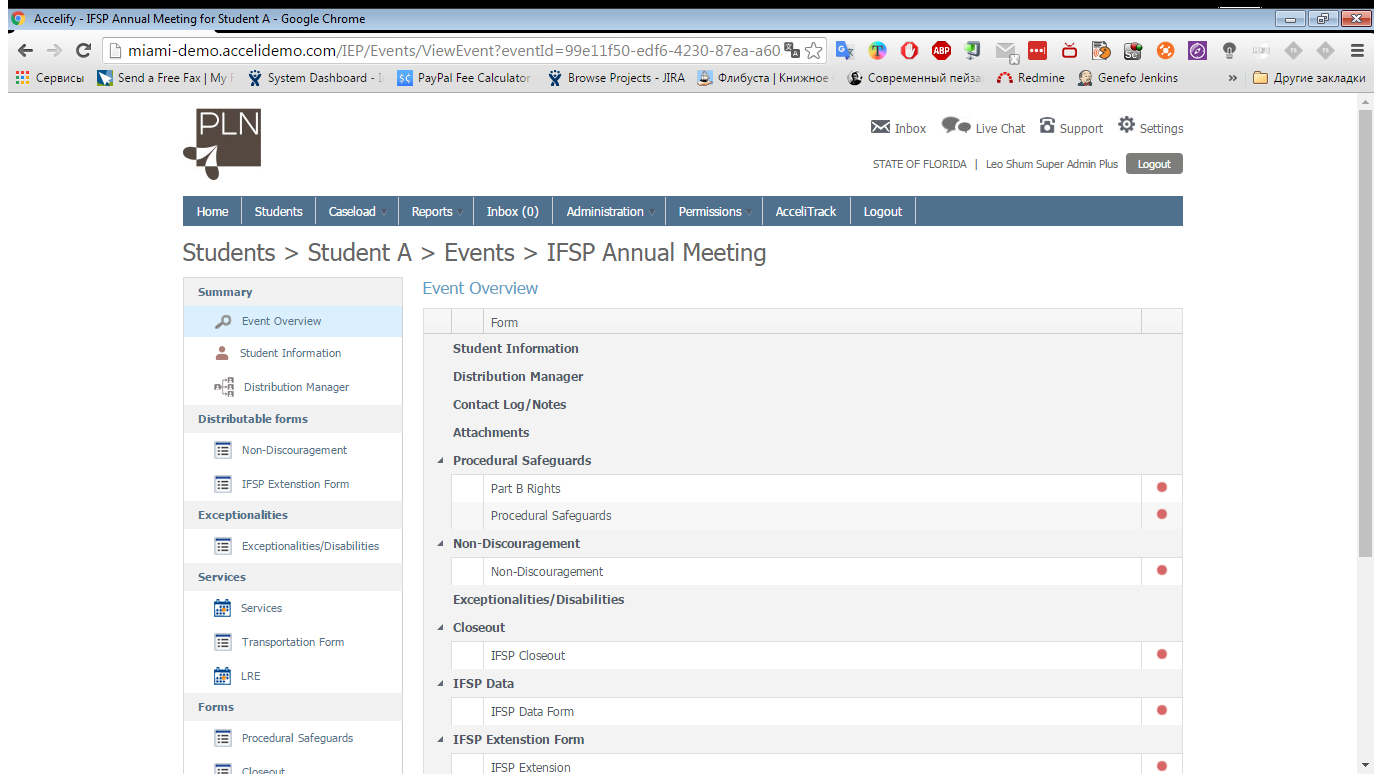 Accelify - IFSP Annual Meeting for Student A - Google Chrome
miami-demo.accelidemo.com/IEP/Events/ViewEvent?eventId=99e11f50-edf6-4230-87ea-a60
ABP
Сервисы Send a Free Fax | My F System Dashboard - I PayPal Fee Calculator Browse Projects - JIRA Флибуста | Книжное Современный пейза Redmine Genefo Jenkins » Другие закладки
PLN
Inbox Live Chat Support Settings
STATE OF FLORIDA | Leo Shum Super Admin Plus Logout
Home Students Caseload Reports Inbox (0) Administration Permissions AcceliTrack Logout
Students > Student A > Events > IFSP Annual Meeting
Summary
Event Overview
Student Information
Distribution Manager
Distributable forms
Non-Discouragement
IFSP Extenstion Form
Exceptionalities
Exceptionalities/Disabilities
Services
Services
Transportation Form
LRE
Forms
Procedural Safeguards
Closeout
Event Overview
Form
Student Information
Distribution Manager
Contact Log/Notes
Attachments
Procedural Safeguards
Part B Rights
Procedural Safeguards
Non-Discouragement
Non-Discouragement
Exceptionalities/Disabilities
Closeout
IFSP Closeout
IFSP Data
IFSP Data Form
IFSP Extenstion Form
IFSP Extension